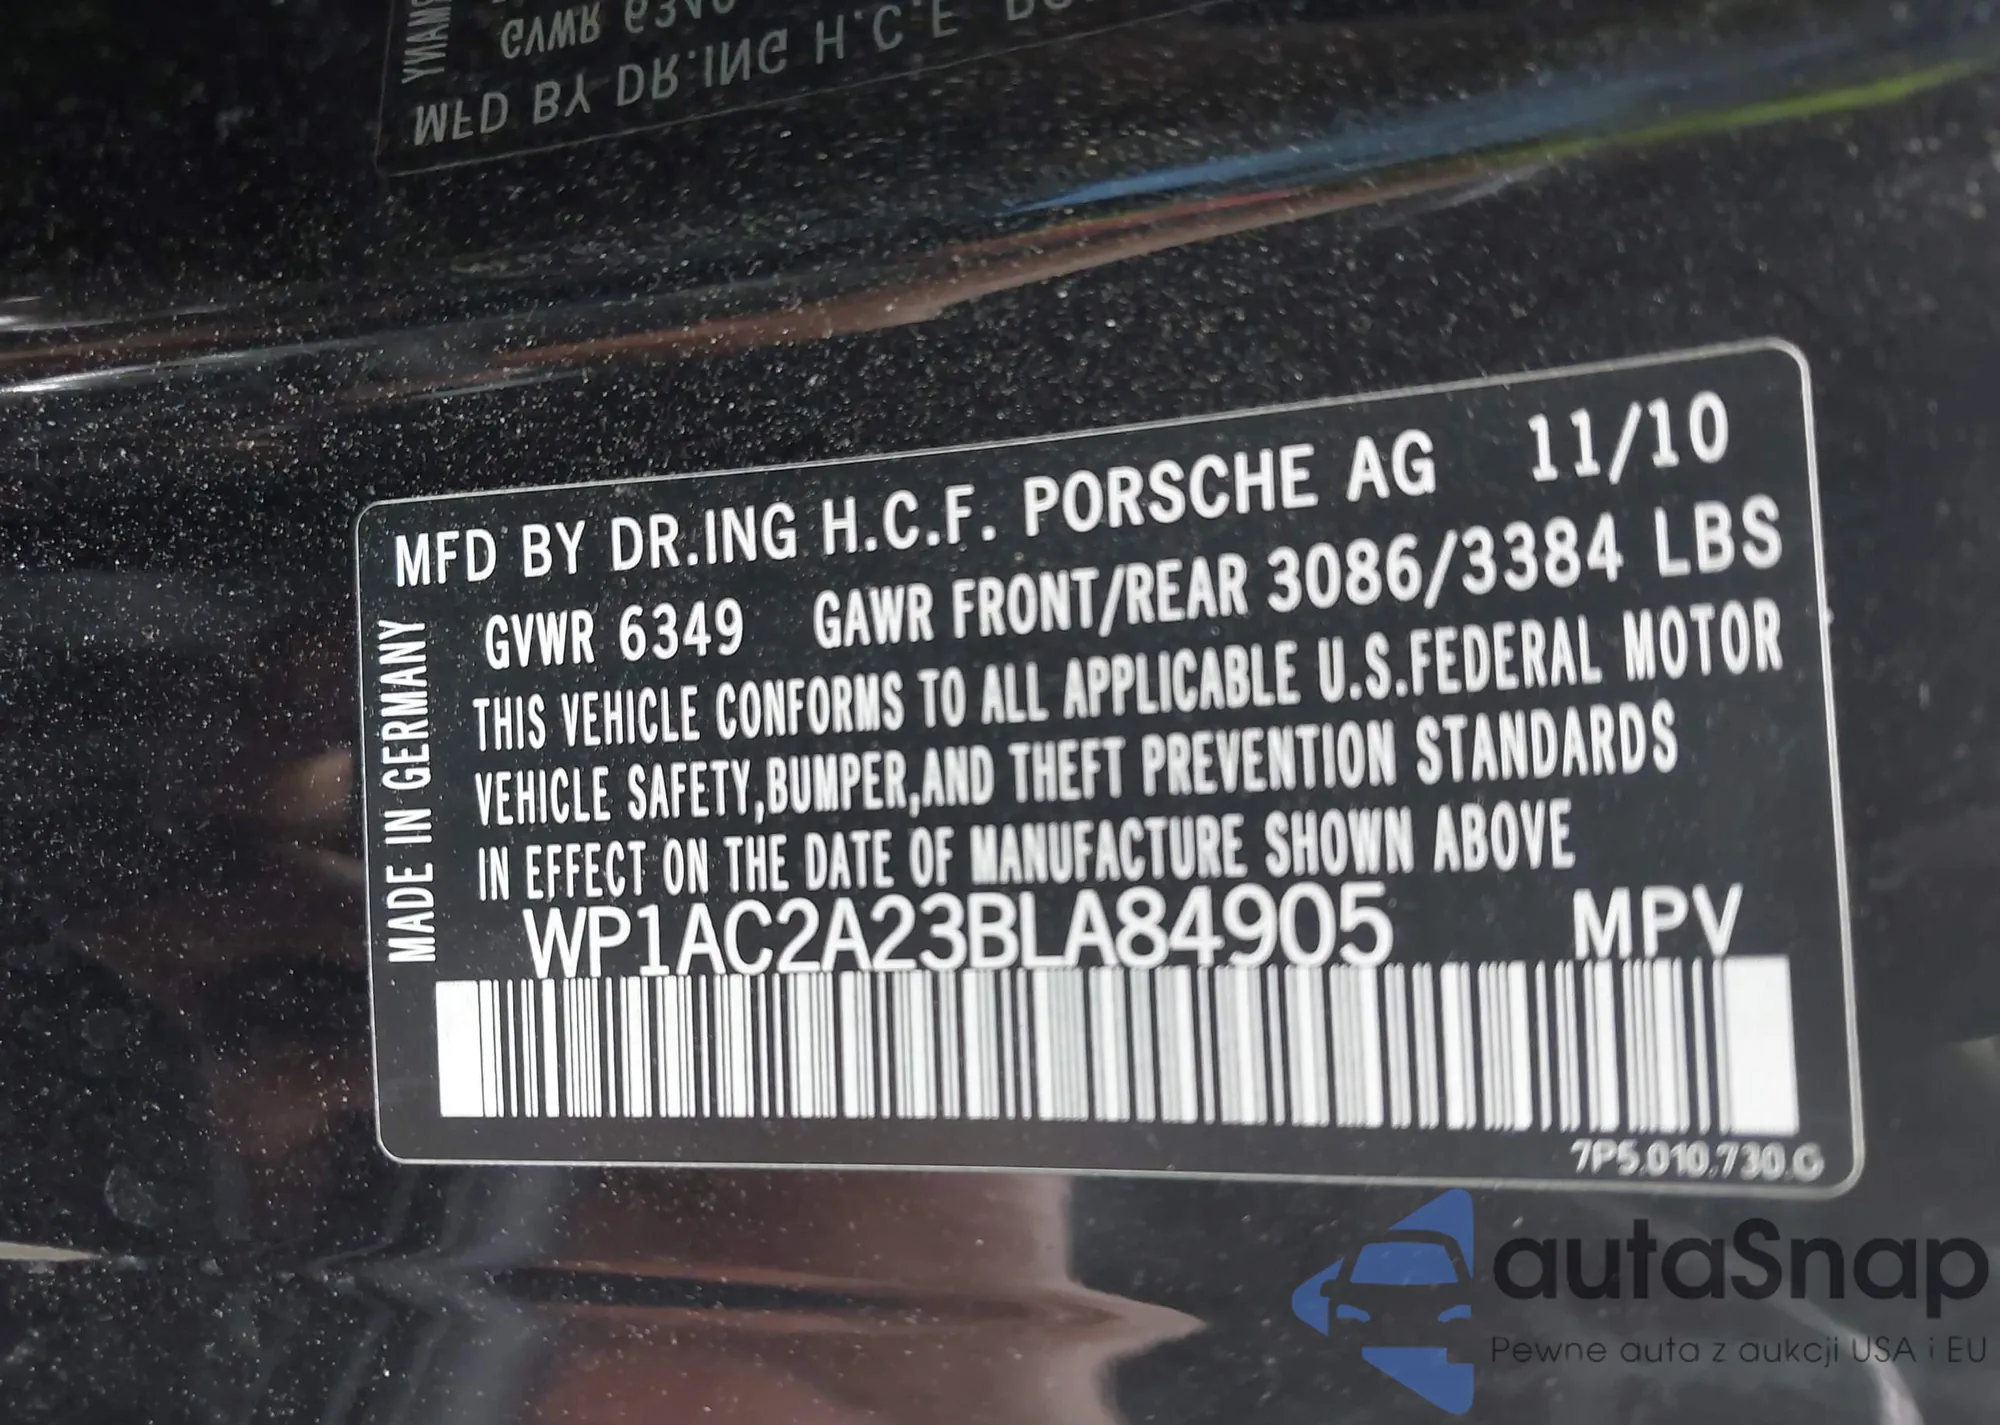 MFD BY DR.ING H.C.F. PORSCHE AG 11/10
GVWR 6349 GAWR FRONT/REAR 3086/3384 LBS
THIS VEHICLE CONFORMS TO ALL APPLICABLE U.S.FEDERAL MOTOR
VEHICLE SAFETY,BUMPER,AND THEFT PREVENTION STANDARDS
IN EFFECT ON THE DATE OF MANUFACTURE SHOWN ABOVE
WP1AC2A23BLA84905 MPV
MADE IN GERMANY
7P5.010.730.G
autaSnap
Pewne auta z aukcji USA i EU